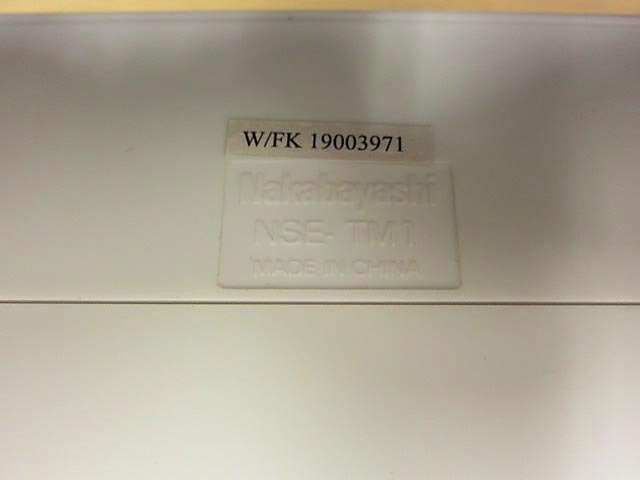 W/FK 19003971
Nakabayashi
NSE- TM1
MADE IN CHINA